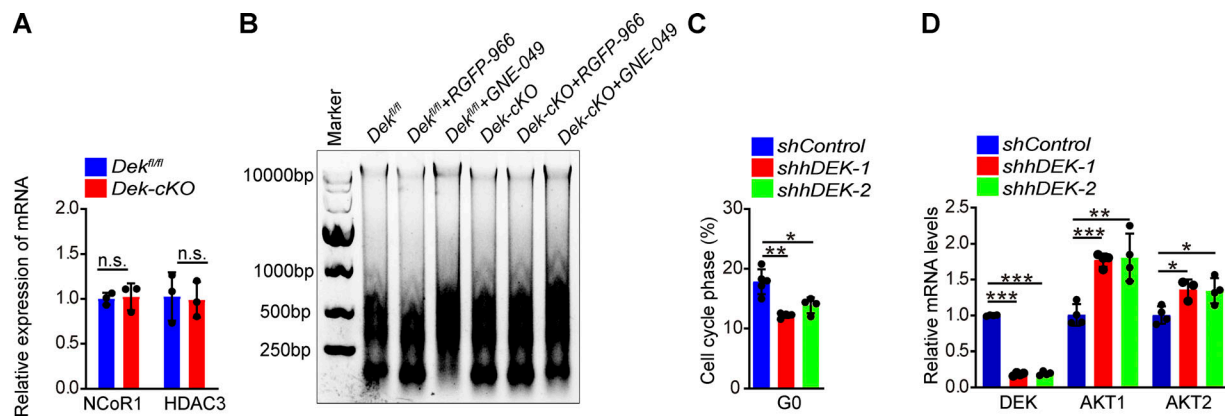 A
Relative expression of mRNA
Dek^fl/fl
Dek-cKO
2.0
1.5
1.0
0.5
0.0
n.s.
n.s.
NCoR1
HDAC3
B
Marker
Dek^fl/fl
Dek^fl/fl+RGFP-966
Dek^fl/fl+GNE-049
Dek-cKO
Dek-cKO+RGFP-966
Dek-cKO+GNE-049
10000bp
1000bp
500bp
250bp
C
shControl
shhDEK-1
shhDEK-2
Cell cycle phase (%)
30
20
10
0
*
**
G0
D
shControl
shhDEK-1
shhDEK-2
Relative mRNA levels
2.5
2.0
1.5
1.0
0.5
0.0
***
***
**
***
*
*
DEK
AKT1
AKT2